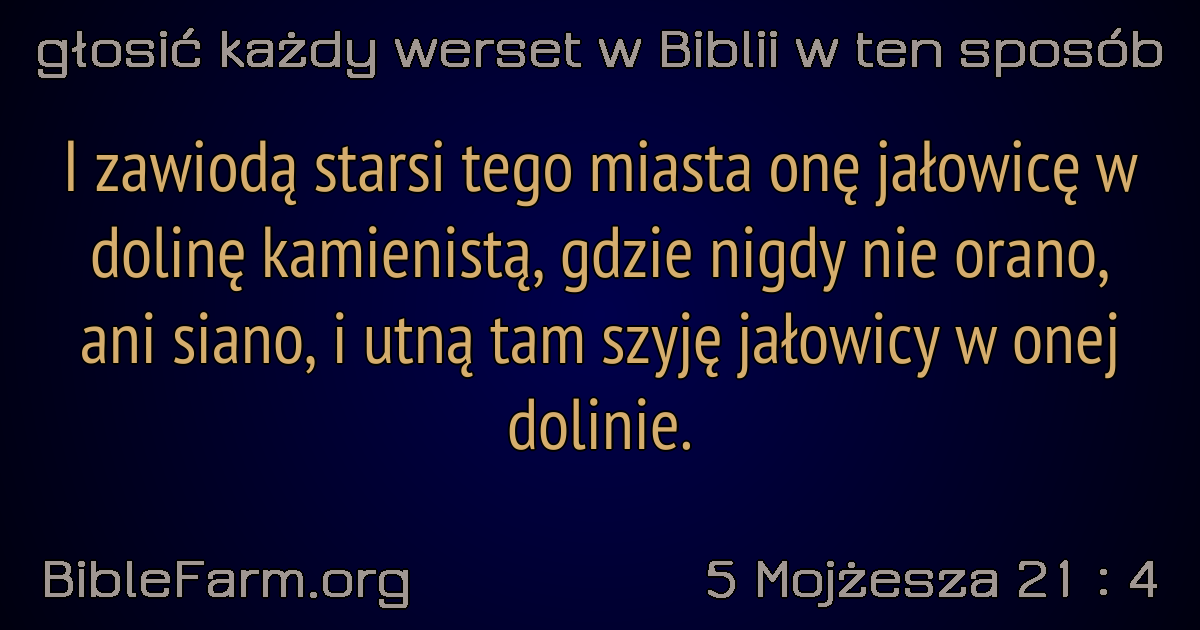 głosić każdy werset w Biblii w ten sposób
I zawiodą starsi tego miasta onę jałowicę w
dolinę kamienistą, gdzie nigdy nie orano,
ani siano, i utną tam szyję jałowicy w onej
dolinie.
BibleFarm.org
5 Mojżesza 21 : 4